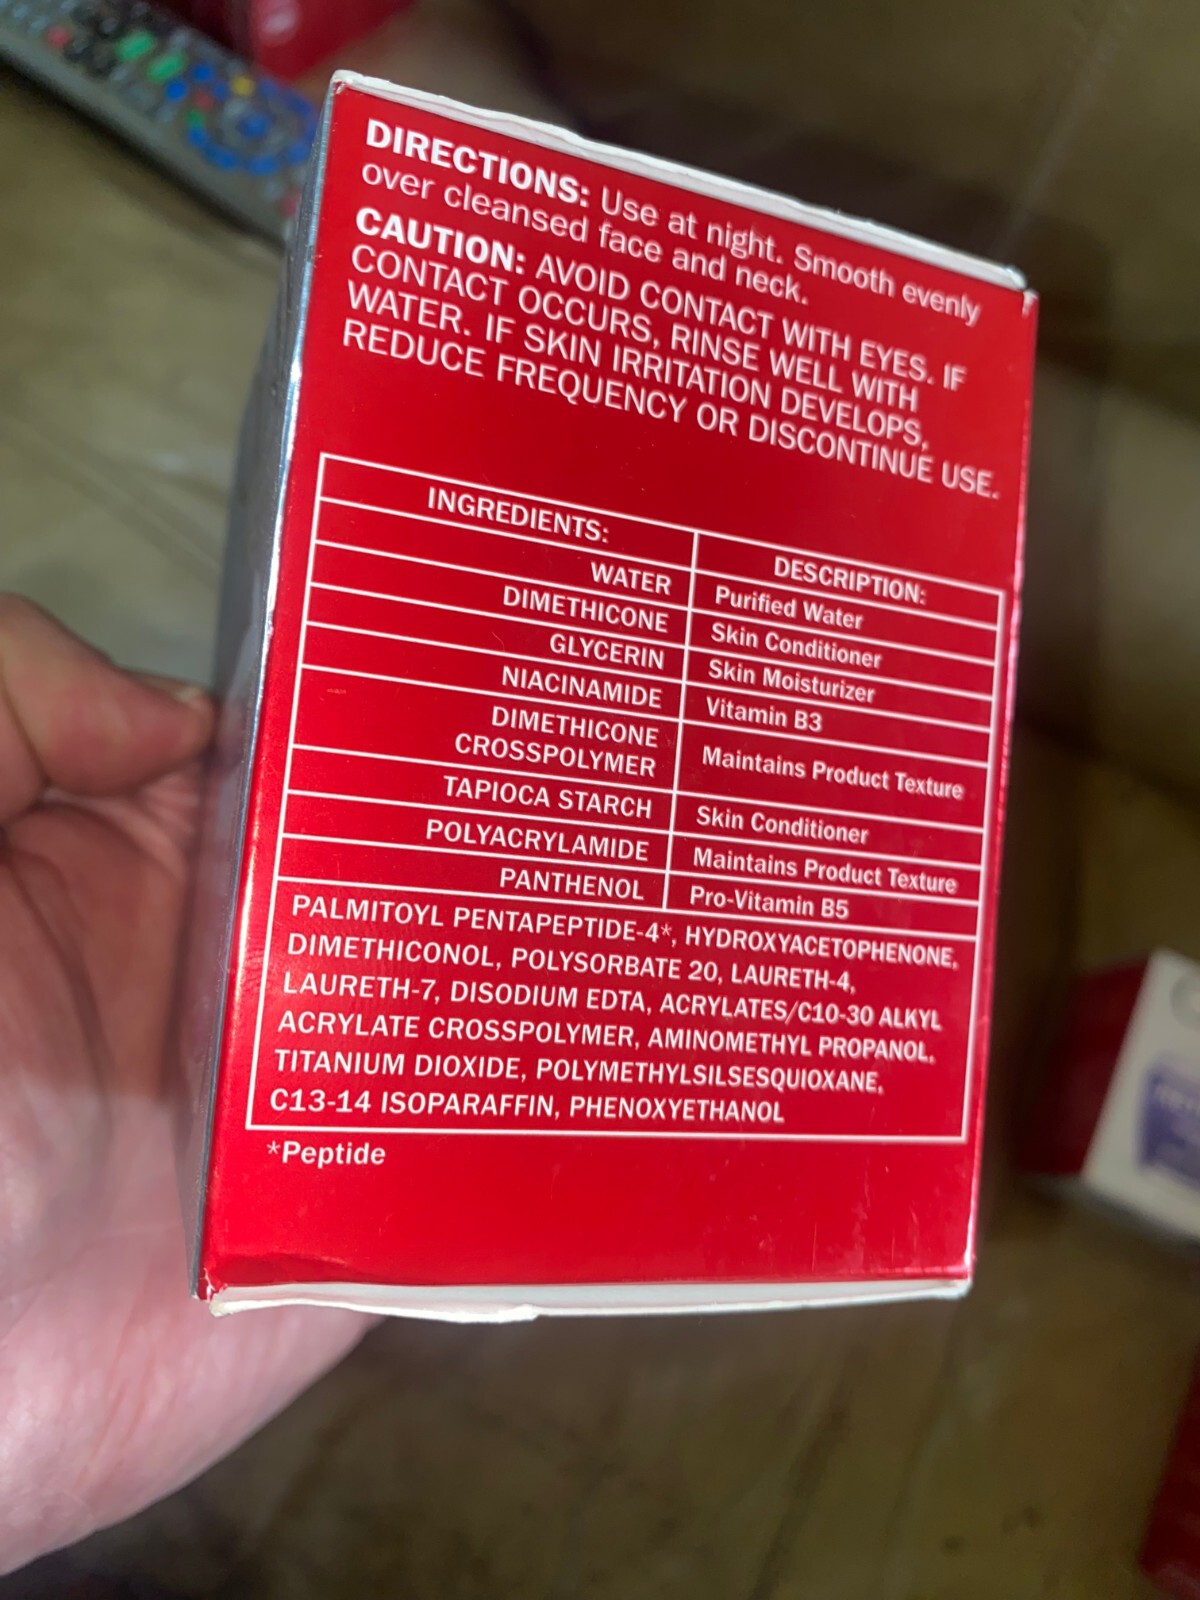 DIRECTIONS: Use at night. Smooth evenly
over cleansed face and neck.
CAUTION: AVOID CONTACT WITH EYES. IF
CONTACT OCCURS, RINSE WELL WITH
WATER. IF SKIN IRRITATION DEVELOPS,
REDUCE FREQUENCY OR DISCONTINUE USE.
INGREDIENTS: DESCRIPTION:
WATER Purified Water
DIMETHICONE Skin Conditioner
GLYCERIN Skin Moisturizer
NIACINAMIDE Vitamin B3
DIMETHICONE
CROSSPOLYMER Maintains Product Texture
TAPIOCA STARCH Skin Conditioner
POLYACRYLAMIDE Maintains Product Texture
PANTHENOL Pro-Vitamin B5
PALMITOYL PENTAPEPTIDE-4*, HYDROXYACETOPHENONE,
DIMETHICONOL, POLYSORBATE 20, LAURETH-4,
LAURETH-7, DISODIUM EDTA, ACRYLATES/C10-30 ALKYL
ACRYLATE CROSSPOLYMER, AMINOMETHYL PROPANOL,
TITANIUM DIOXIDE, POLYMETHYLSILSESQUIOXANE,
C13-14 ISOPARAFFIN, PHENOXYETHANOL
*Peptide